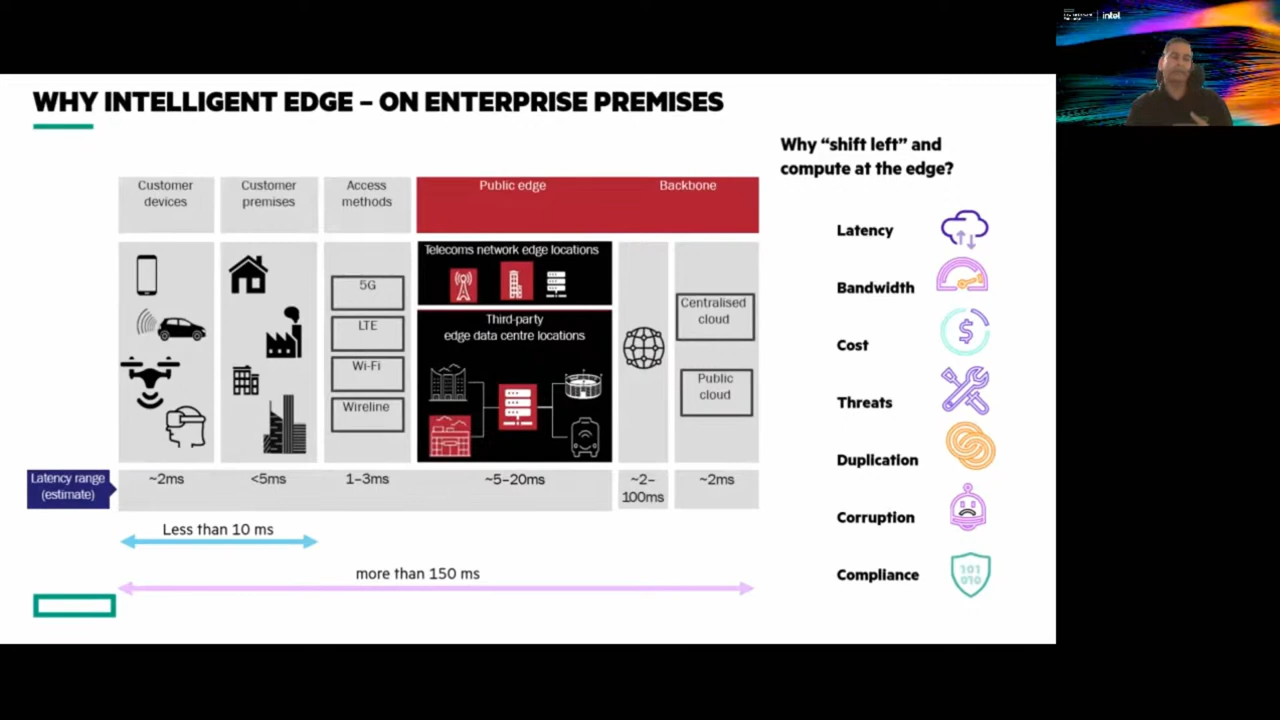 intel
WHY INTELLIGENT EDGE – ON ENTERPRISE PREMISES
Why “shift left” and
compute at the edge?
Customer
devices
Customer
premises
Access
methods
Public edge
Backbone
5G
LTE
Wi-Fi
Wireline
Telecoms network edge locations
Third-party
edge data centre locations
Centralised
cloud
Public
cloud
Latency range
(estimate)
~2ms
<5ms
1–3ms
~5–20ms
~2–
100ms
~2ms
Less than 10 ms
more than 150 ms
Latency
Bandwidth
Cost
$
Threats
Duplication
Corruption
Compliance
101
010